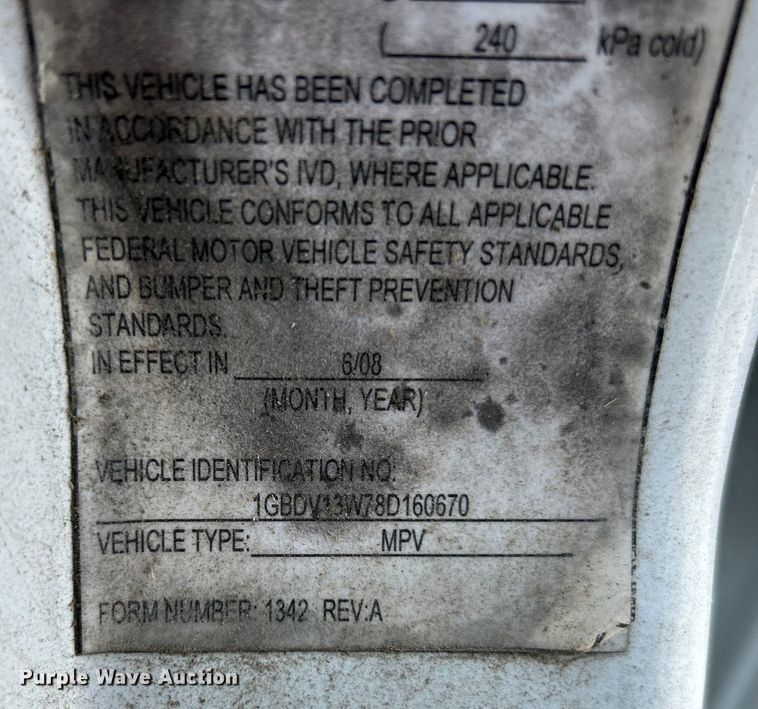 ( 240 kPa cold)
THIS VEHICLE HAS BEEN COMPLETED
IN ACCORDANCE WITH THE PRIOR
MANUFACTURER'S IVD, WHERE APPLICABLE.
THIS VEHICLE CONFORMS TO ALL APPLICABLE
FEDERAL MOTOR VEHICLE SAFETY STANDARDS,
AND BUMPER AND THEFT PREVENTION
STANDARDS.
IN EFFECT IN 6/08
(MONTH, YEAR)
VEHICLE IDENTIFICATION NO:
1GBDV13W78D160670
VEHICLE TYPE: MPV
FORM NUMBER: 1342 REV:A
Purple Wave Auction